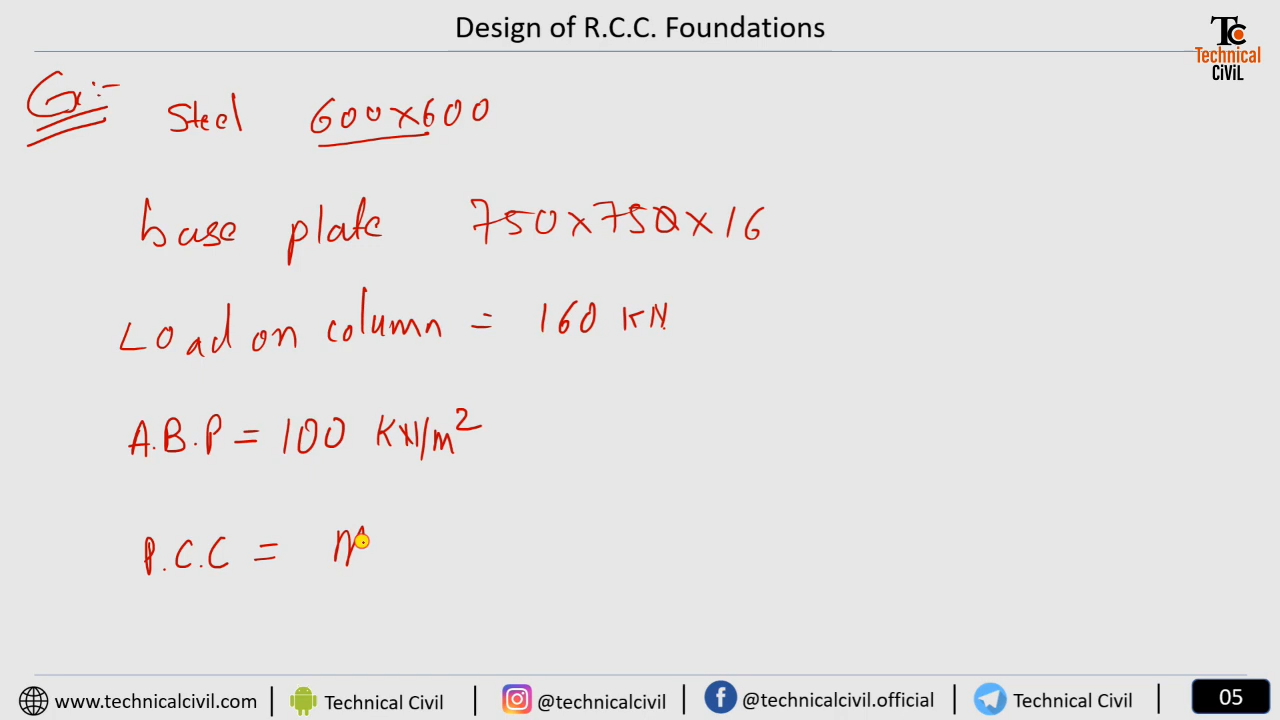 Design of R.C.C. Foundations
Tc
Technical
CiViL
Ex:-
Steel 600x600
base plate 750x750x16
Load on column = 160 KN
A.B.P = 100 KN/m²
P.C.C = M
www.technicalcivil.com | Technical Civil | @technicalcivil | @technicalcivil.official | Technical Civil | 05